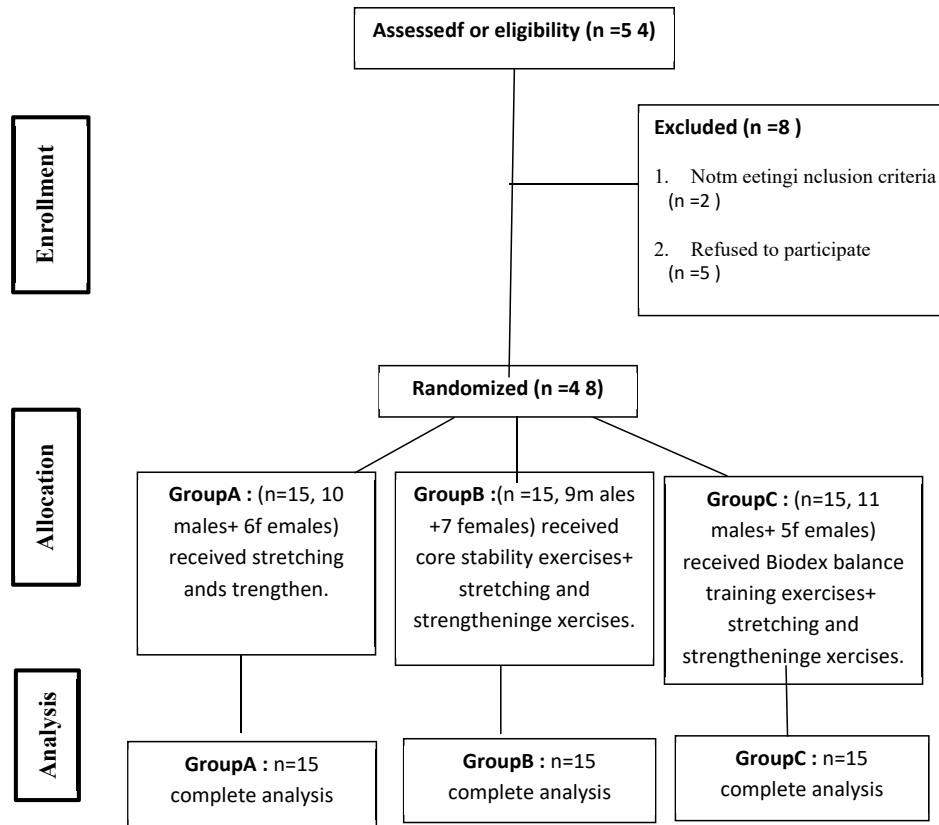 Assessedf or eligibility (n =5 4)
Enrollment
Excluded (n =8 )
1. Notm eetingi nclusion criteria
(n =2 )
2. Refused to participate
(n =5 )
Randomized (n =4 8)
Allocation
GroupA : (n=15, 10
males+ 6f emales)
received stretching
ands trengthen.
GroupB :(n =15, 9m ales
+7 females) received
core stability exercises+
stretching and
strengtheninge xercises.
GroupC : (n=15, 11
males+ 5f emales)
received Biodex balance
training exercises+
stretching and
strengtheninge xercises.
Analysis
GroupA : n=15
complete analysis
GroupB : n=15
complete analysis
GroupC : n=15
complete analysis